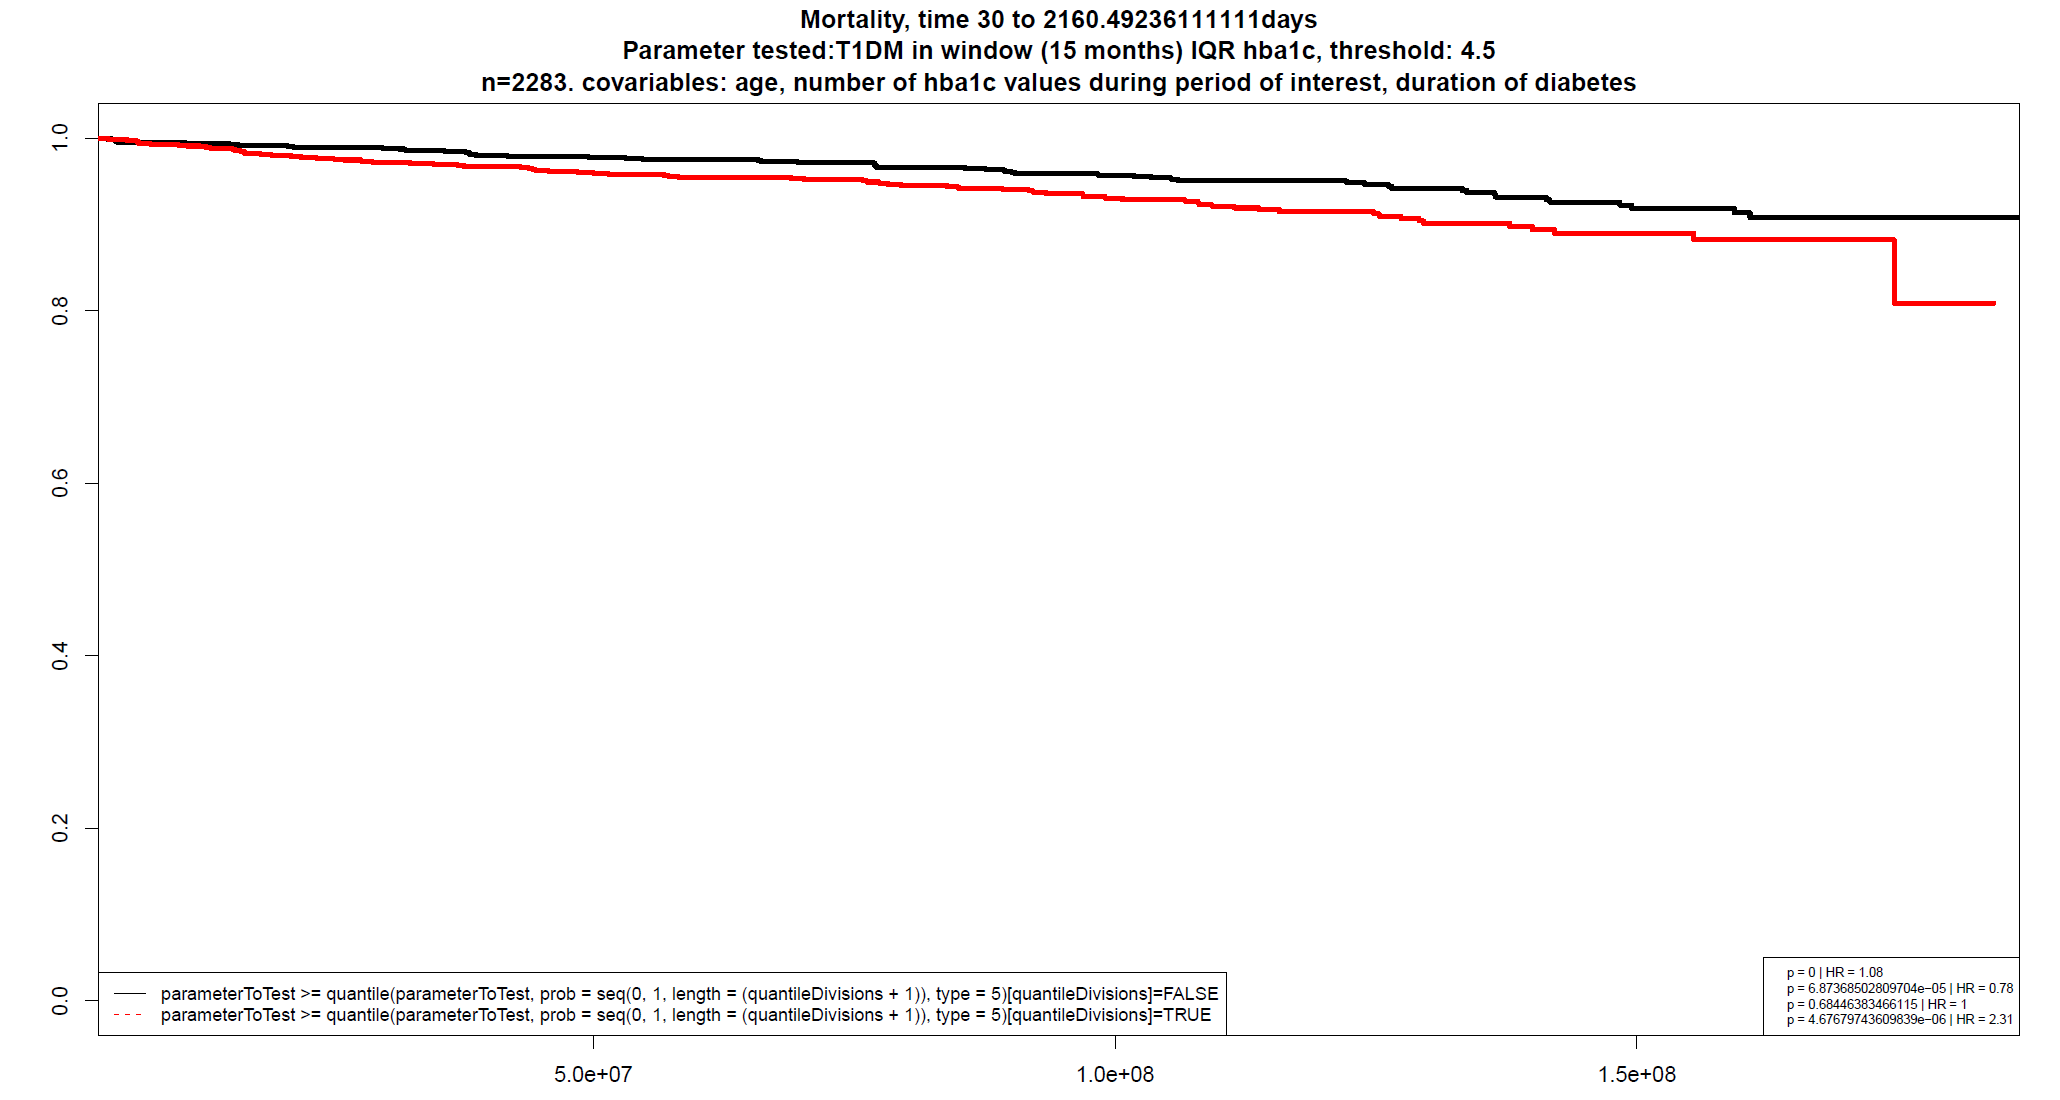 Mortality, time 30 to 2160.49236111111days
Parameter tested:T1DM in window (15 months) IQR hba1c, threshold: 4.5
n=2283. covariables: age, number of hba1c values during period of interest, duration of diabetes
1.0
0.8
0.6
0.4
0.2
0.0
parameterToTest >= quantile(parameterToTest, prob = seq(0, 1, length = (quantileDivisions + 1)), type = 5)[quantileDivisions]=FALSE
parameterToTest >= quantile(parameterToTest, prob = seq(0, 1, length = (quantileDivisions + 1)), type = 5)[quantileDivisions]=TRUE
p = 0 | HR = 1.08
p = 6.87368502809704e−05 | HR = 0.78
p = 0.68446383466115 | HR = 1
p = 4.67679743609839e−06 | HR = 2.31
5.0e+07
1.0e+08
1.5e+08